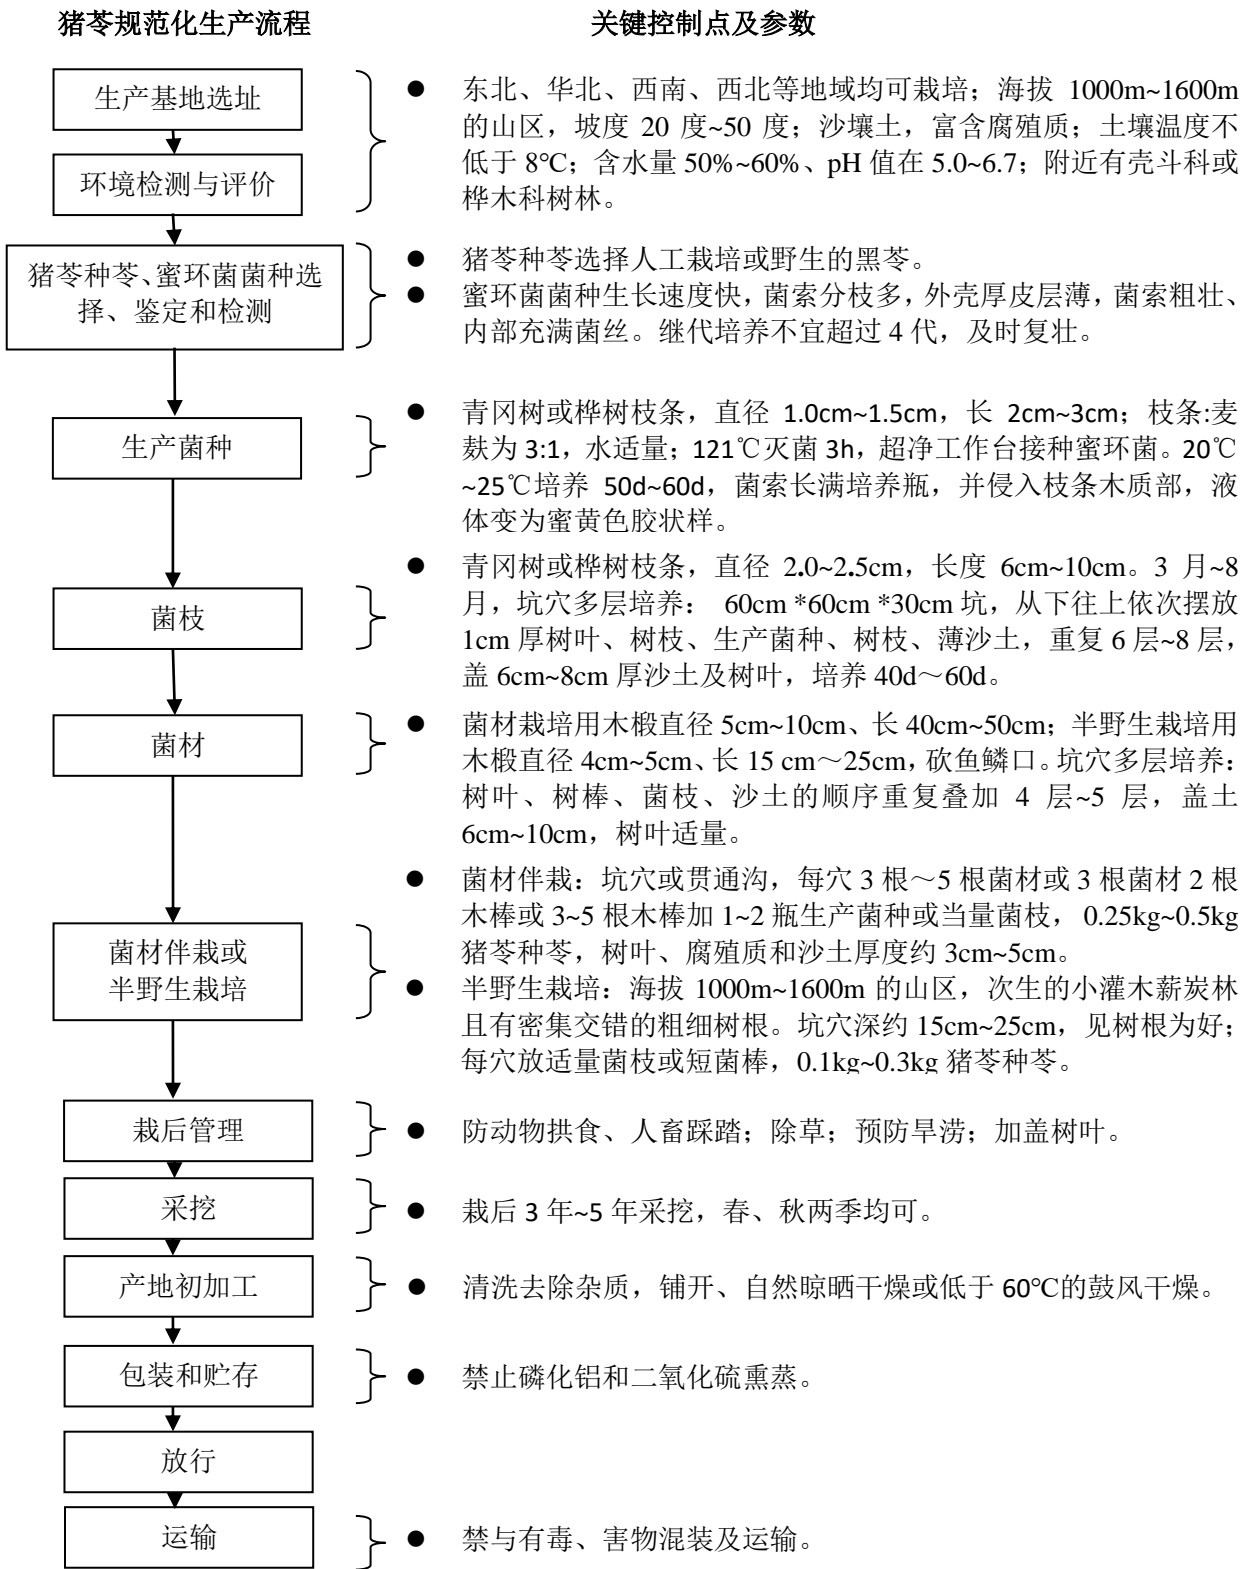 猪苓规范化生产流程 关键控制点及参数
生产基地选址
环境检测与评价
● 东北、华北、西南、西北等地域均可栽培；海拔 1000m~1600m
的山区，坡度 20 度~50 度；沙壤土，富含腐殖质；土壤温度不
低于 8℃；含水量 50%~60%、pH 值在 5.0~6.7；附近有壳斗科或
桦木科树林。
猪苓种苓、蜜环菌菌种选
择、鉴定和检测
● 猪苓种苓选择人工栽培或野生的黑苓。
● 蜜环菌菌种生长速度快，菌索分枝多，外壳厚皮层薄，菌索粗壮、
内部充满菌丝。继代培养不宜超过 4 代，及时复壮。
生产菌种
● 青冈树或桦树枝条，直径 1.0cm~1.5cm，长 2cm~3cm；枝条:麦
麸为 3:1，水适量；121℃灭菌 3h，超净工作台接种蜜环菌。20℃
~25℃培养 50d~60d，菌索长满培养瓶，并侵入枝条木质部，液
体变为蜜黄色胶状样。
菌枝
● 青冈树或桦树枝条，直径 2.0~2.5cm，长度 6cm~10cm。3 月~8
月，坑穴多层培养： 60cm *60cm *30cm 坑，从下往上依次摆放
1cm 厚树叶、树枝、生产菌种、树枝、薄沙土，重复 6 层~8 层，
盖 6cm~8cm 厚沙土及树叶，培养 40d～60d。
菌材
● 菌材栽培用木椴直径 5cm~10cm、长 40cm~50cm；半野生栽培用
木椴直径 4cm~5cm、长 15 cm～25cm，砍鱼鳞口。坑穴多层培养：
树叶、树棒、菌枝、沙土的顺序重复叠加 4 层~5 层，盖土
6cm~10cm，树叶适量。
菌材伴栽或
半野生栽培
● 菌材伴栽：坑穴或贯通沟，每穴 3 根～5 根菌材或 3 根菌材 2 根
木棒或 3~5 根木棒加 1~2 瓶生产菌种或当量菌枝， 0.25kg~0.5kg
猪苓种苓，树叶、腐殖质和沙土厚度约 3cm~5cm。
● 半野生栽培：海拔 1000m~1600m 的山区，次生的小灌木薪炭林
且有密集交错的粗细树根。坑穴深约 15cm~25cm，见树根为好；
每穴放适量菌枝或短菌棒，0.1kg~0.3kg 猪苓种苓。
栽后管理
● 防动物拱食、人畜踩踏；除草；预防旱涝；加盖树叶。
采挖
● 栽后 3 年~5 年采挖，春、秋两季均可。
产地初加工
● 清洗去除杂质，铺开、自然晾晒干燥或低于 60℃的鼓风干燥。
包装和贮存
● 禁止磷化铝和二氧化硫熏蒸。
放行
运输
● 禁与有毒、害物混装及运输。